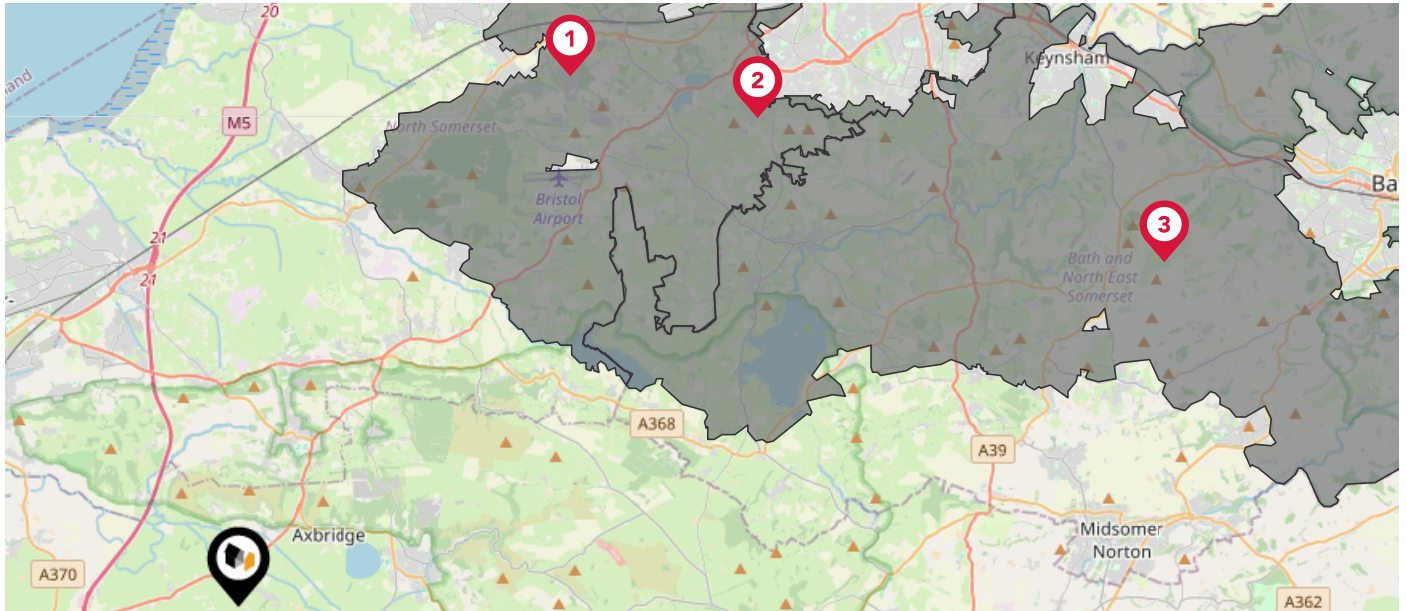 20
1
2
Keynsham
and
M5
North Somerset
Ba
Bristol
Airport
3
21
Bath and
North East
Somerset
21
A368
A39
Axbridge
Midsomer
Norton
A370
A362